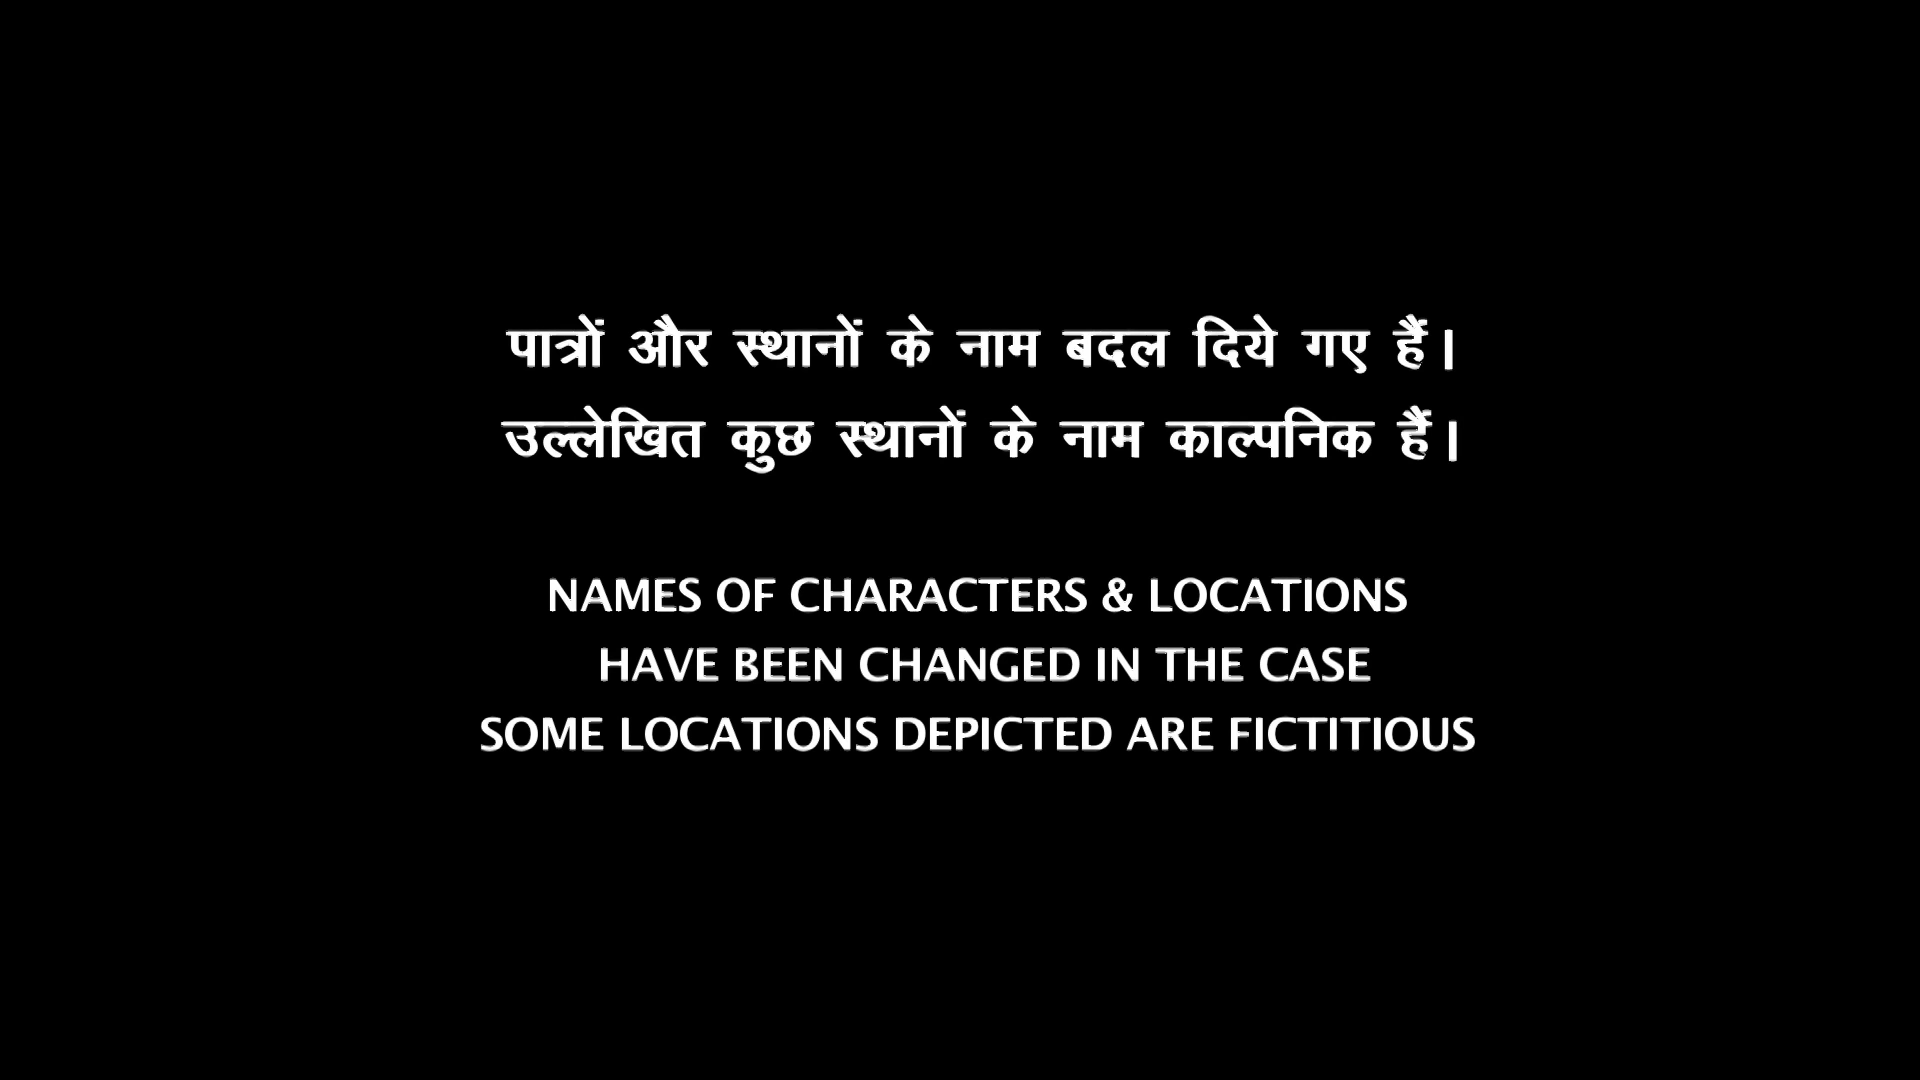 पात्रों और स्थानों के नाम बदल दिये गए हैं।
उल्लेखित कुछ स्थानों के नाम काल्पनिक हैं।
NAMES OF CHARACTERS & LOCATIONS
HAVE BEEN CHANGED IN THE CASE
SOME LOCATIONS DEPICTED ARE FICTITIOUS